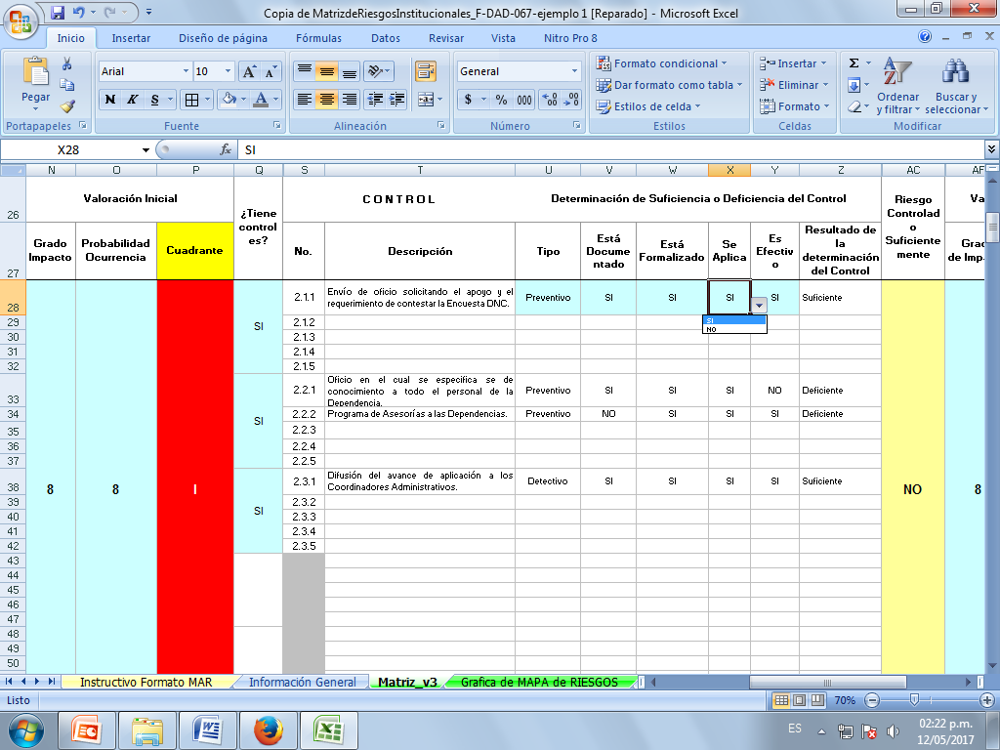 Copia de MatrizdeRiesgosInstitucionales_F-DAD-067-ejemplo 1 [Reparado] - Microsoft Excel
Inicio Insertar Diseño de página Fórmulas Datos Revisar Vista Nitro Pro 8
Pegar
Arial 10
N K S
A A
A
General
$ % 000
Formato condicional
Dar formato como tabla
Estilos de celda
Insertar
Eliminar
Formato
Σ
Ordenar y filtrar
Buscar y seleccionar
Portapapeles Fuente Alineación Número Estilos Celdas Modificar
X28 fx SI
N O P Q S T U V W X Y Z AC AF
26 Valoración Inicial ¿Tiene controles? C O N T R O L Determinación de Suficiencia o Deficiencia del Control Riesgo Controlado Suficientemente Va
27 Grado Impacto Probabilidad Ocurrencia Cuadrante No. Descripción Tipo Está Documentado Está Formalizado Se Aplica Es Efectivo Resultado de la determinación del Control Grad de Impa
28 SI 2.1.1 Envío de oficio solicitando el apoyo y el requerimiento de contestar la Encuesta DNC. Preventivo SI SI SI SI Suficiente
29 2.1.2 SI
30 2.1.3 NO
31 2.1.4
32 2.1.5
33 SI 2.2.1 Oficio en el cual se especifica se de conocimiento a todo el personal de la Dependencia. Preventivo SI SI SI NO Deficiente
34 2.2.2 Programa de Asesorías a las Dependencias. Preventivo NO SI SI SI Deficiente
35 2.2.3
36 2.2.4
37 2.2.5
38 8 8 I SI 2.3.1 Difusión del avance de aplicación a los Coordinadores Administrativos. Detectivo SI SI SI SI Suficiente NO 8
39 2.3.2
40 2.3.3
41 2.3.4
42 2.3.5
43
44
45
46
47
48
49
50
Instructivo Formato MAR Información General Matriz_v3 Grafica de MAPA de RIESGOS
Listo 70%
ES 02:22 p.m.
12/05/2017